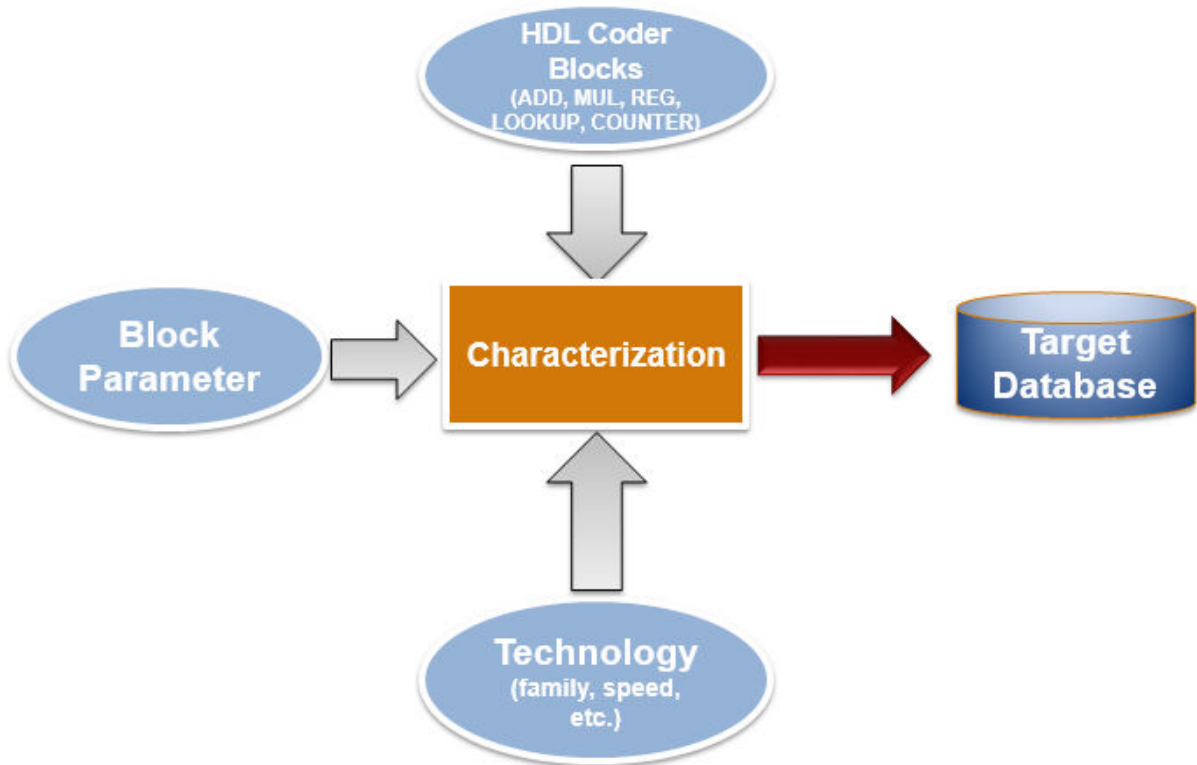 HDL Coder
Blocks
(ADD, MUL, REG,
LOOKUP, COUNTER)
Block
Parameter
Characterization
Target
Database
Technology
(family, speed,
etc.)